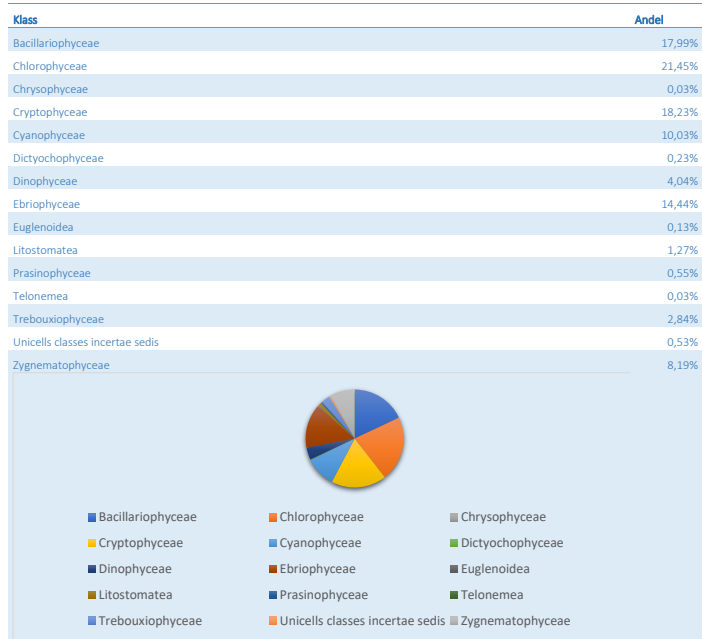 Klass Andel
Bacillariophyceae 17,99%
Chlorophyceae 21,45%
Chrysophyceae 0,03%
Cryptophyceae 18,23%
Cyanophyceae 10,03%
Dictyochophyceae 0,23%
Dinophyceae 4,04%
Ebriophyceae 14,44%
Euglenoidea 0,13%
Litostomatea 1,27%
Prasinophyceae 0,55%
Telonemea 0,03%
Trebouxiophyceae 2,84%
Unicells classes incertae sedis 0,53%
Zygnematophyceae 8,19%
Bacillariophyceae Chlorophyceae Chrysophyceae
Cryptophyceae Cyanophyceae Dictyochophyceae
Dinophyceae Ebriophyceae Euglenoidea
Litostomatea Prasinophyceae Telonemea
Trebouxiophyceae Unicells classes incertae sedis Zygnematophyceae